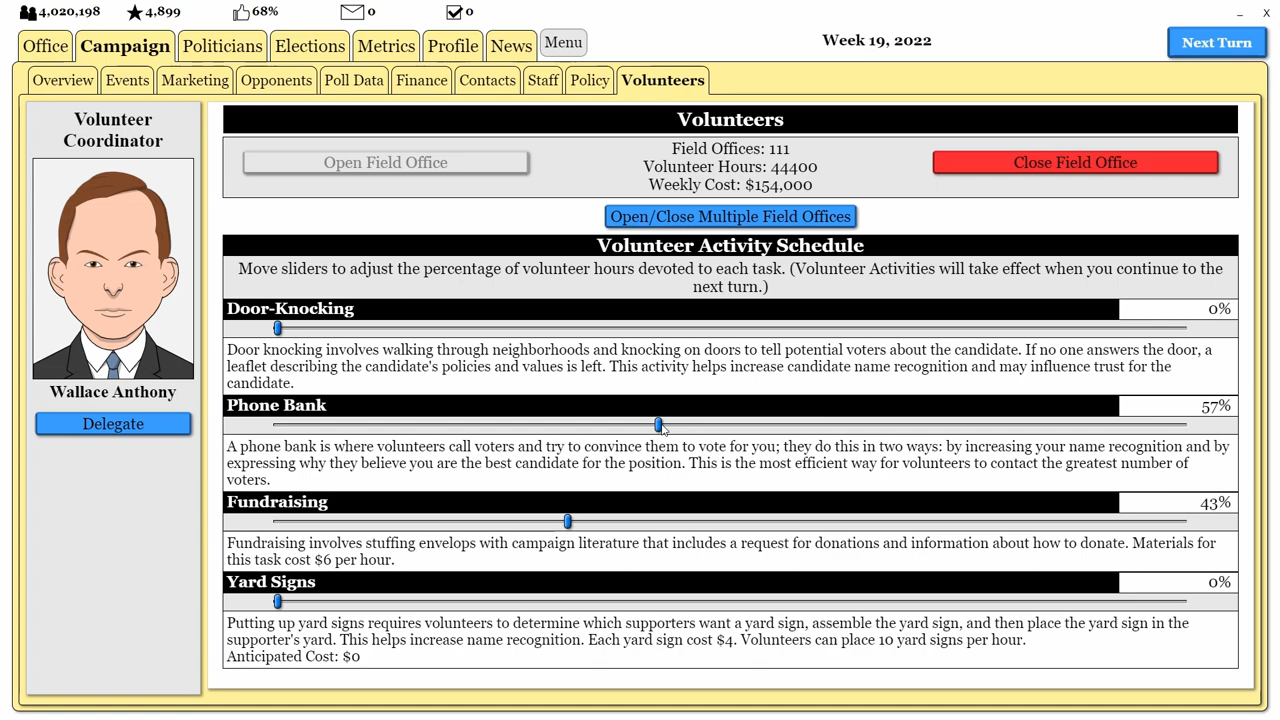 4,020,198 4,899 68% 0 0 _ X
Office Campaign Politicians Elections Metrics Profile News Menu Week 19, 2022 Next Turn
Overview Events Marketing Opponents Poll Data Finance Contacts Staff Policy Volunteers
Volunteer
Coordinator
Wallace Anthony
Delegate
Volunteers
Open Field Office
Field Offices: 111
Volunteer Hours: 44400
Weekly Cost: $154,000
Close Field Office
Open/Close Multiple Field Offices
Volunteer Activity Schedule
Move sliders to adjust the percentage of volunteer hours devoted to each task. (Volunteer Activities will take effect when you continue to the
next turn.)
Door-Knocking 0%
Door knocking involves walking through neighborhoods and knocking on doors to tell potential voters about the candidate. If no one answers the door, a
leaflet describing the candidate's policies and values is left. This activity helps increase candidate name recognition and may influence trust for the
candidate.
Phone Bank 57%
A phone bank is where volunteers call voters and try to convince them to vote for you; they do this in two ways: by increasing your name recognition and by
expressing why they believe you are the best candidate for the position. This is the most efficient way for volunteers to contact the greatest number of
voters.
Fundraising 43%
Fundraising involves stuffing envelops with campaign literature that includes a request for donations and information about how to donate. Materials for
this task cost $6 per hour.
Yard Signs 0%
Putting up yard signs requires volunteers to determine which supporters want a yard sign, assemble the yard sign, and then place the yard sign in the
supporter's yard. This helps increase name recognition. Each yard sign cost $4. Volunteers can place 10 yard signs per hour.
Anticipated Cost: $0